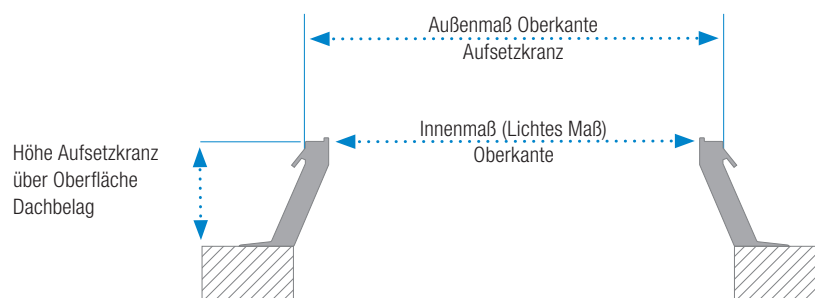 Außenmaß Oberkante
Aufsetzkranz
Innenmaß (Lichtes Maß)
Oberkante
Höhe Aufsetzkranz
über Oberfläche
Dachbelag